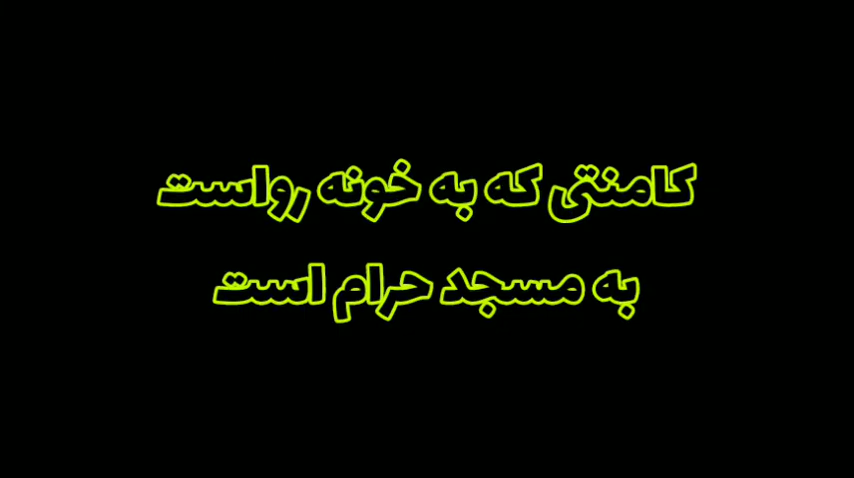 کامنتی که به خونه رواست
به مسجد حرام است